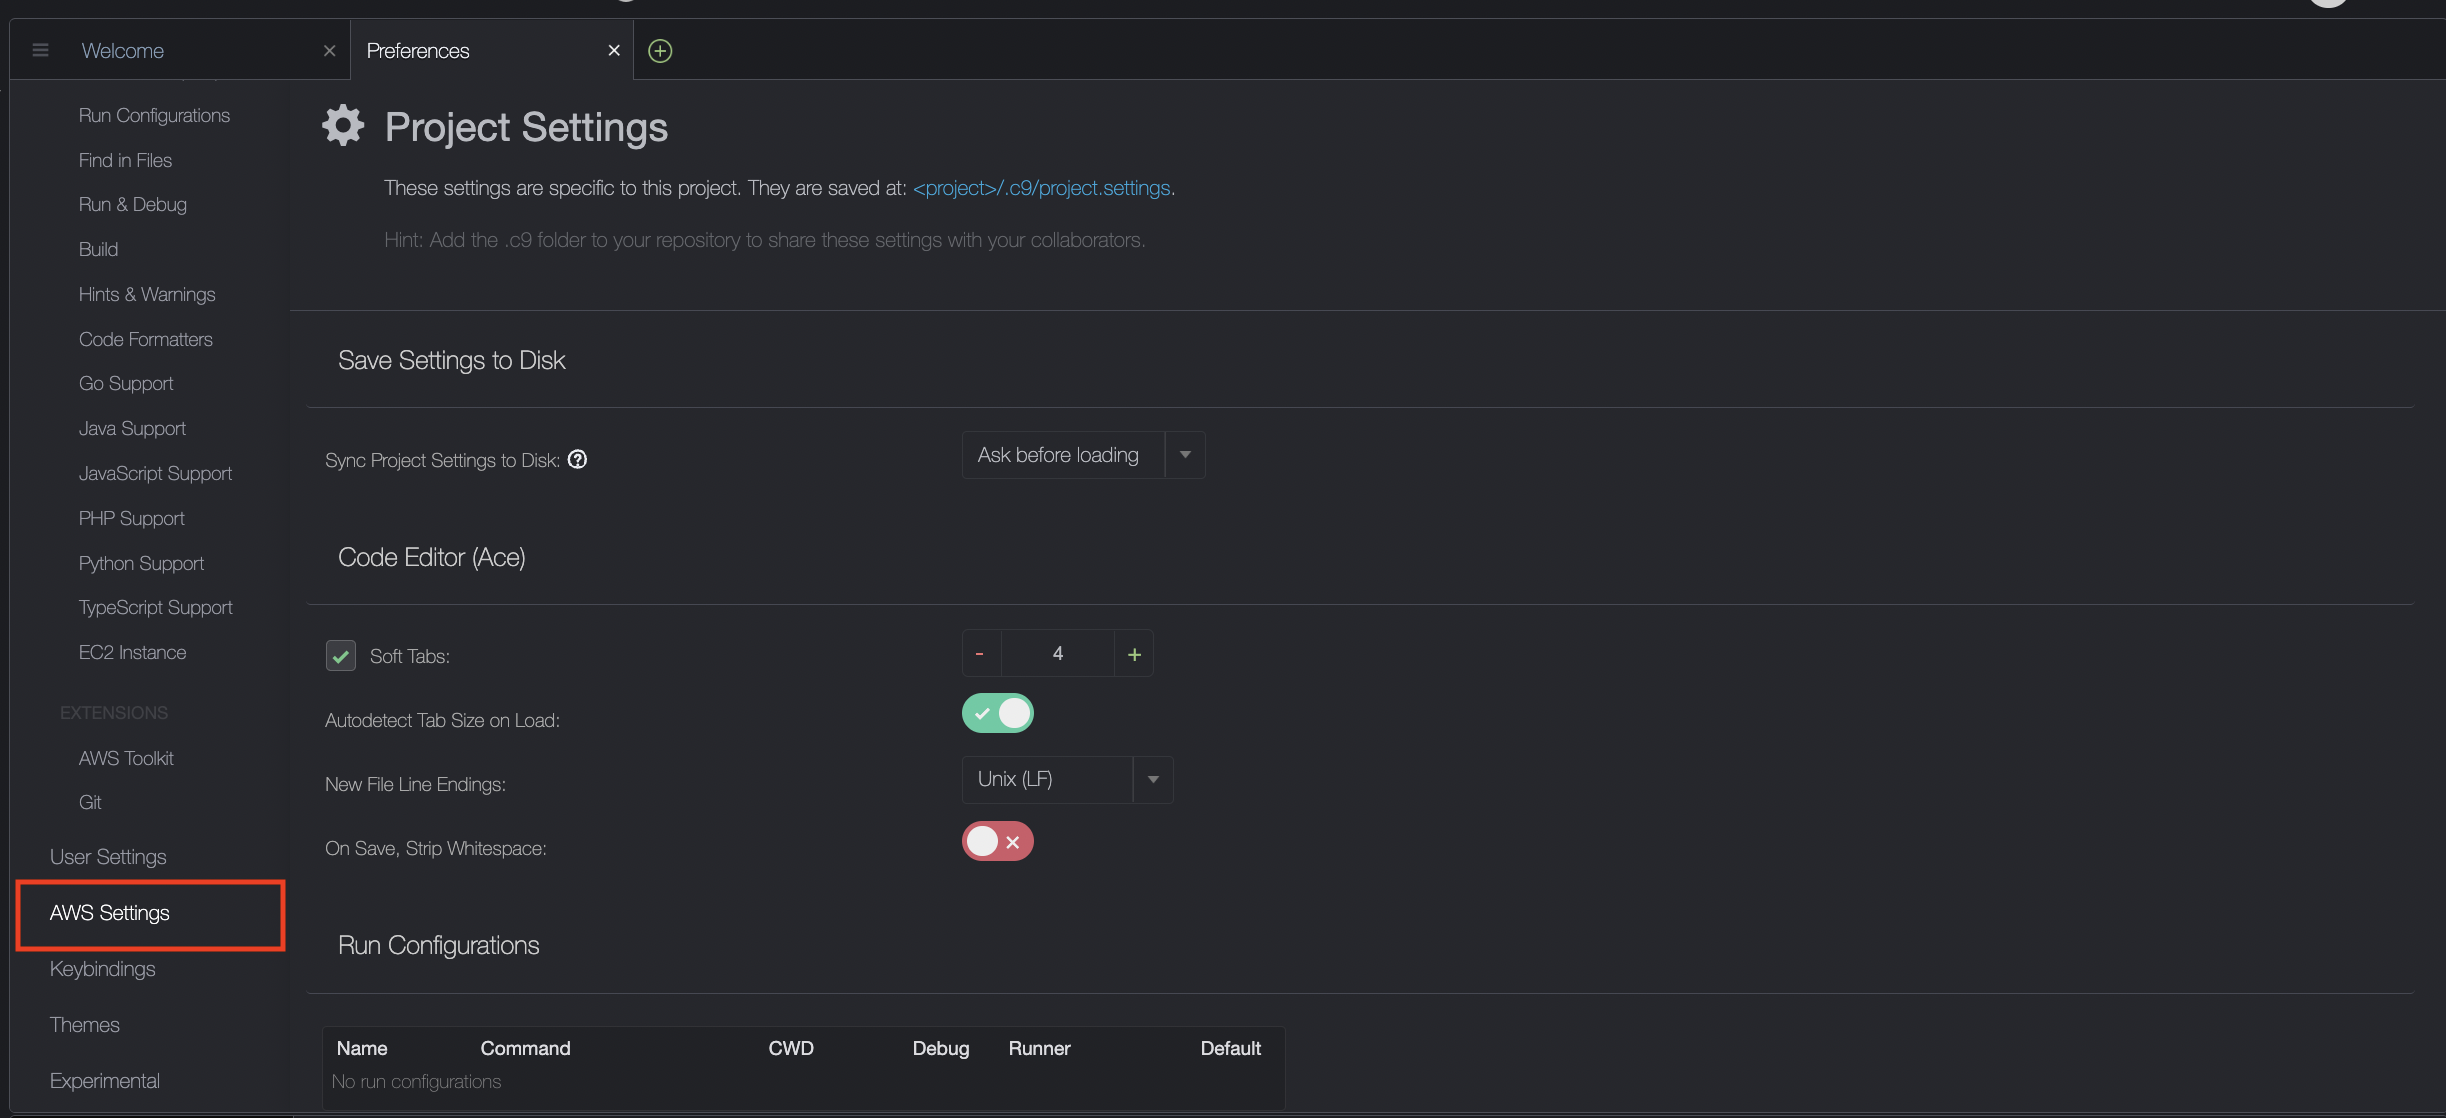 Welcome
Preferences
Run Configurations
Find in Files
Run & Debug
Build
Hints & Warnings
Code Formatters
Go Support
Java Support
JavaScript Support
PHP Support
Python Support
TypeScript Support
EC2 Instance
EXTENSIONS
AWS Toolkit
Git
User Settings
AWS Settings
Keybindings
Themes
Experimental
Project Settings
These settings are specific to this project. They are saved at: <project>/.c9/project.settings.
Hint: Add the .c9 folder to your repository to share these settings with your collaborators.
Save Settings to Disk
Sync Project Settings to Disk: ? Ask before loading
Code Editor (Ace)
Soft Tabs: - 4 +
Autodetect Tab Size on Load:
New File Line Endings: Unix (LF)
On Save, Strip Whitespace:
Run Configurations
Name Command CWD Debug Runner Default
No run configurations